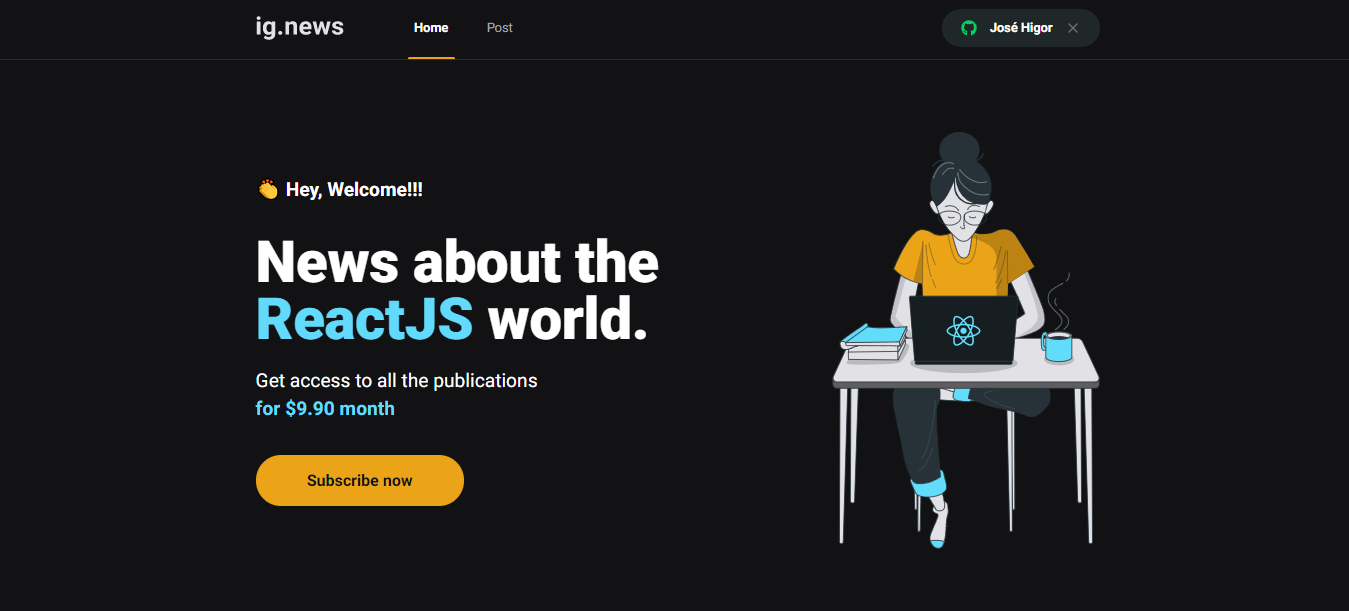 ig.news
Home
Post
José Higor
👏 Hey, Welcome!!!
News about the
ReactJS world.
Get access to all the publications
for $9.90 month
Subscribe now